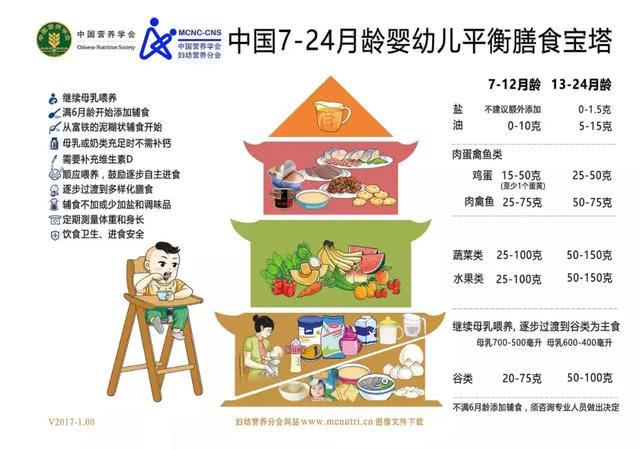 中国营养学会
Chinese Nutrition Society
MCNC-CNS
中国营养学会
妇幼营养分会
中国7-24月龄婴幼儿平衡膳食宝塔
继续母乳喂养
满6月龄开始添加辅食
从富铁的泥糊状辅食开始
母乳或奶类充足时不需补钙
需要补充维生素D
顺应喂养，鼓励逐步自主进食
逐步过渡到多样化膳食
辅食不加或少加盐和调味品
定期测量体重和身长
饮食卫生、进食安全
7-12月龄 13-24月龄
盐 不建议额外添加 0-1.5克
油 0-10克 5-15克
肉蛋禽鱼类
鸡蛋 15-50克 25-50克
(至少1个蛋黄)
肉禽鱼 25-75克 50-75克
蔬菜类 25-100克 50-150克
水果类 25-100克 50-150克
继续母乳喂养，逐步过渡到谷类为主食
母乳700-500毫升 母乳600-400毫升
谷类 20-75克 50-100克
不满6月龄添加辅食，须咨询专业人员做出决定
V2017-1.00
妇幼营养分会网站 www.mcnutri.cn 图像文件下载